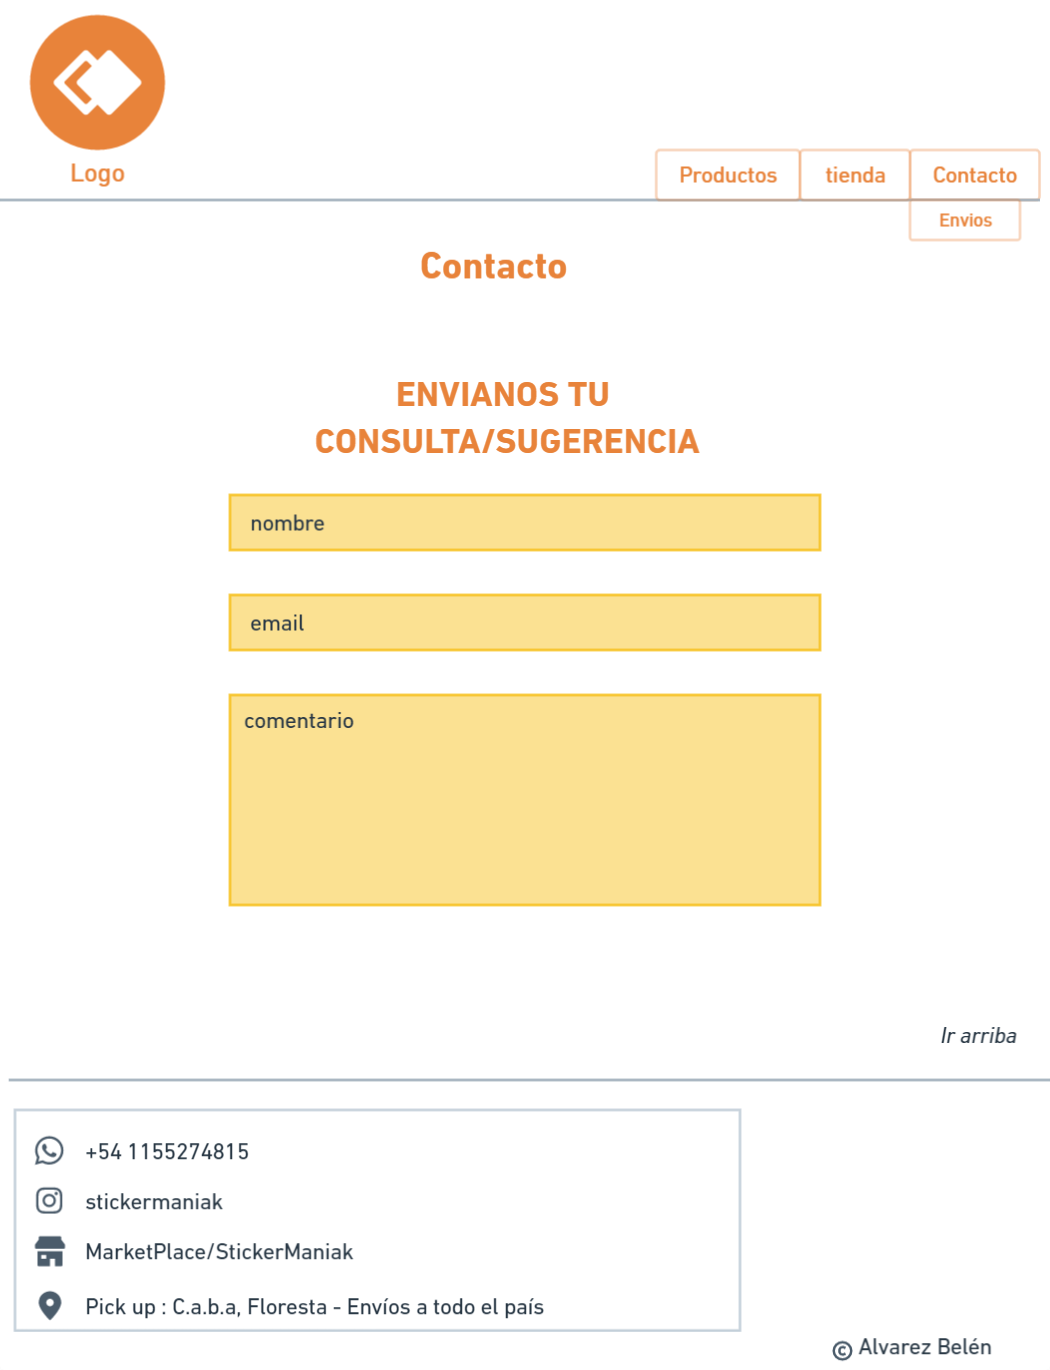 Logo
Productos tienda Contacto
Envios
Contacto
ENVIANOS TU
CONSULTA/SUGERENCIA
nombre
email
comentario
Ir arriba
+54 1155274815
stickermaniak
MarketPlace/StickerManiak
Pick up : C.a.b.a, Floresta - Envíos a todo el país
© Alvarez Belén